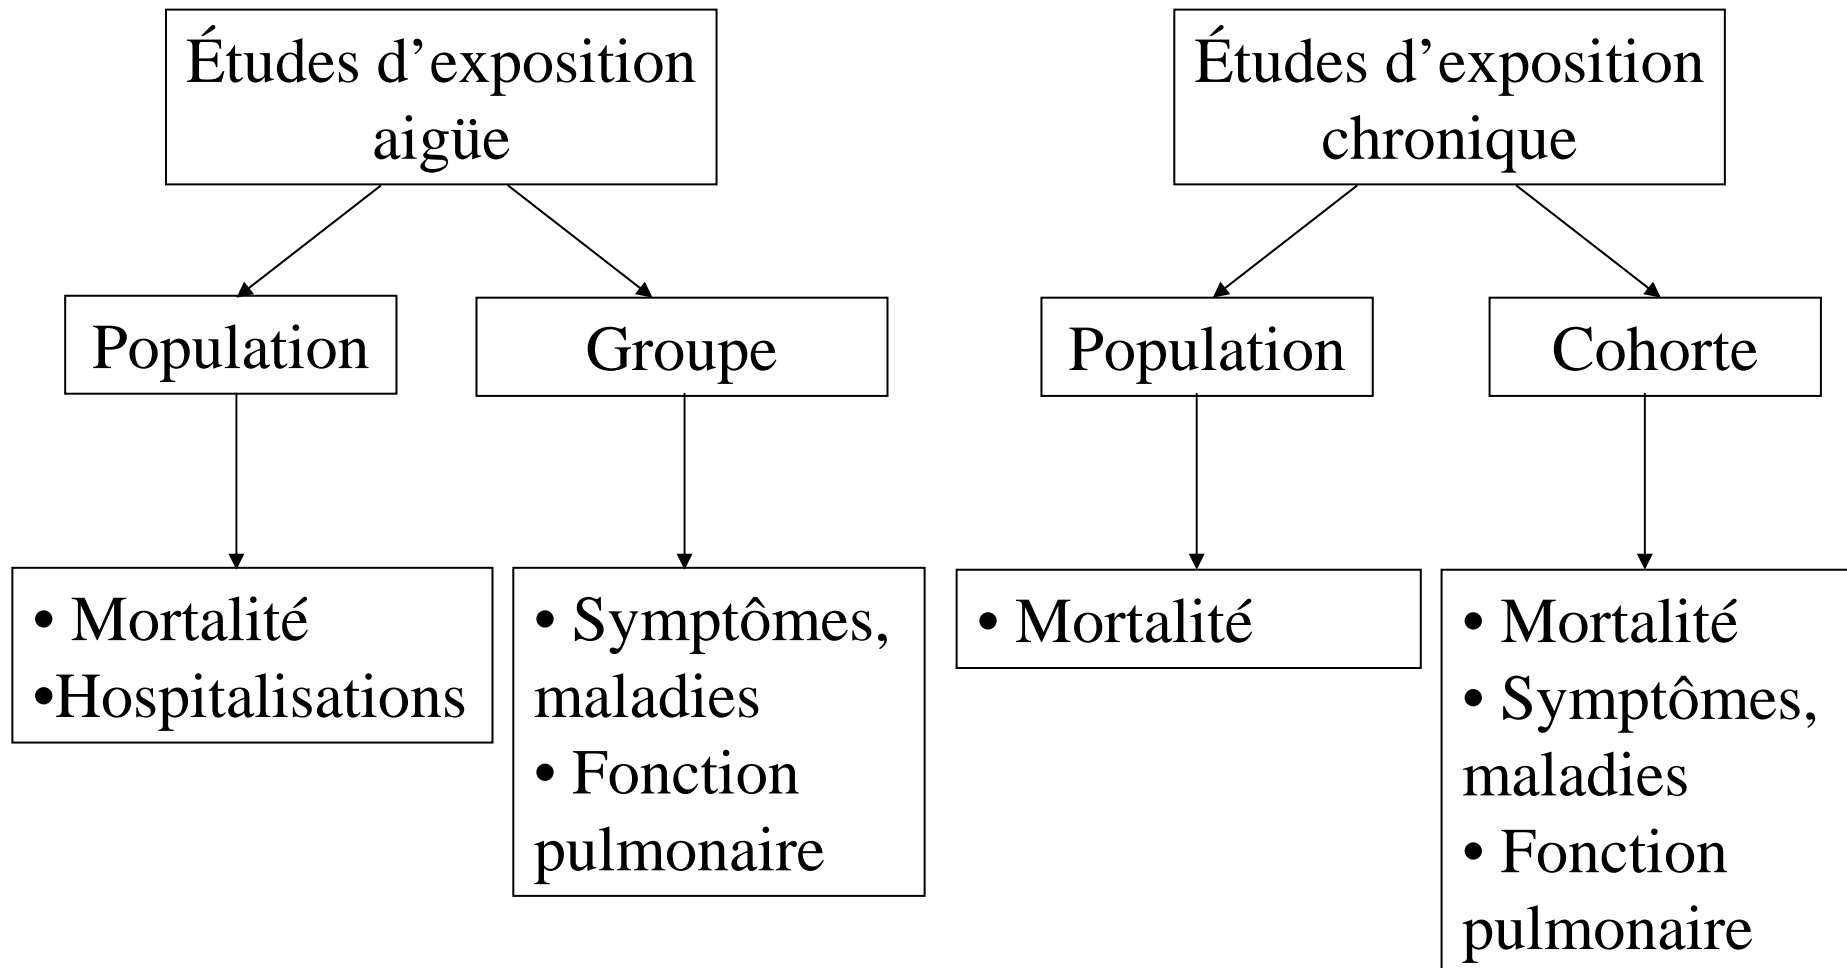 Études d’exposition
aigüe
Population
Groupe
• Mortalité
•Hospitalisations
• Symptômes,
maladies
• Fonction
pulmonaire
Études d’exposition
chronique
Population
Cohorte
• Mortalité
• Mortalité
• Symptômes,
maladies
• Fonction
pulmonaire